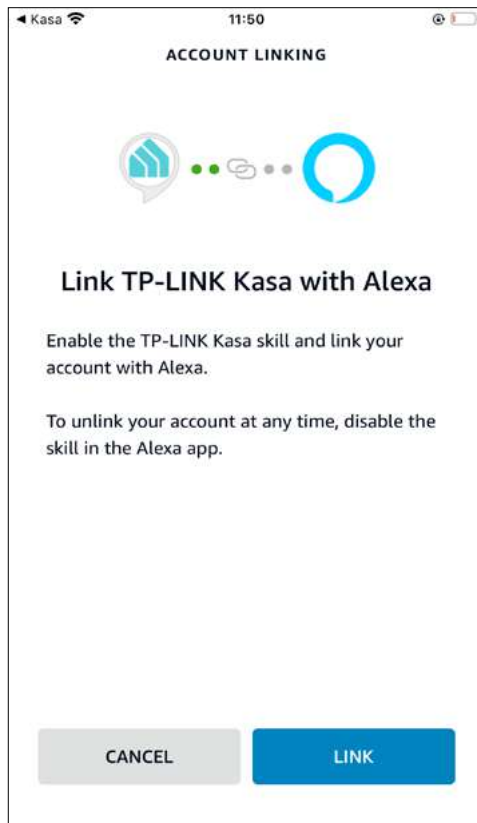 ◀ Kasa 11:50
ACCOUNT LINKING
Link TP-LINK Kasa with Alexa
Enable the TP-LINK Kasa skill and link your
account with Alexa.
To unlink your account at any time, disable the
skill in the Alexa app.
CANCEL LINK